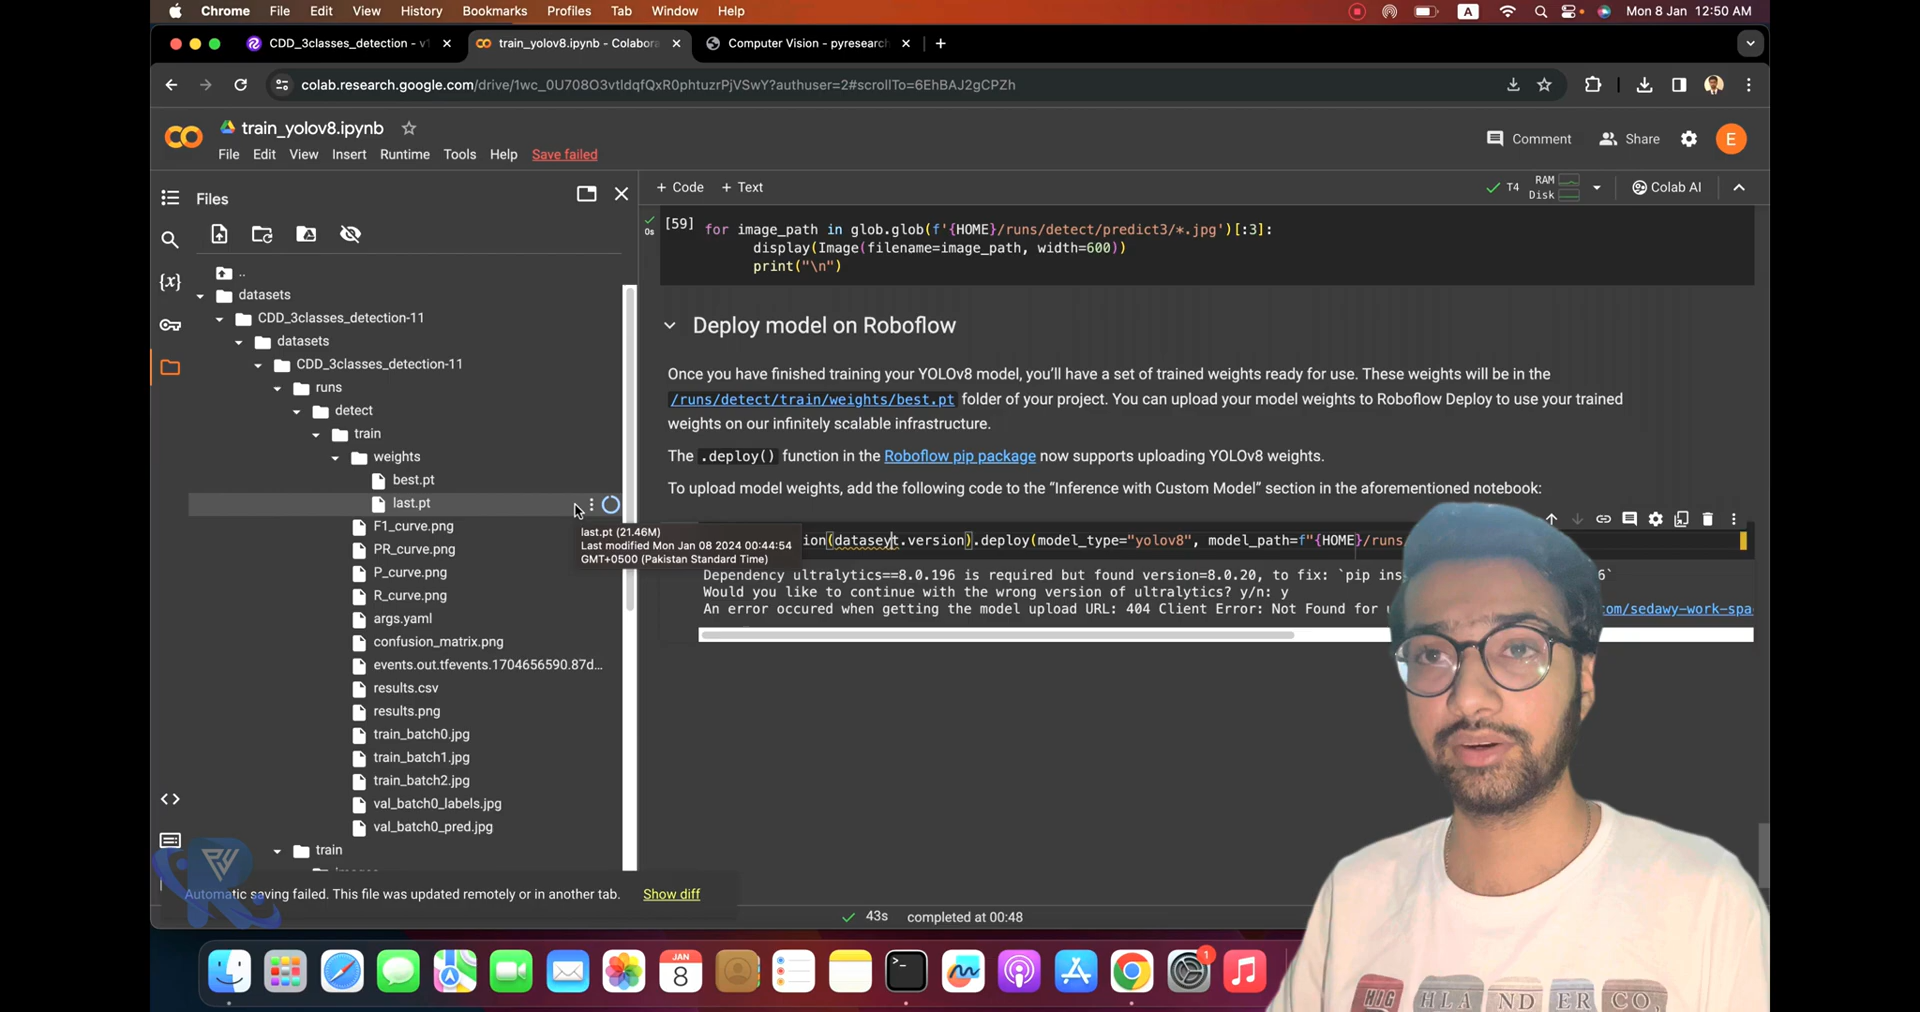 Chrome File Edit View History Bookmarks Profiles Tab Window Help
A
Mon 8 Jan 12:50 AM
CDD_3classes_detection - v1
train_yolov8.ipynb - Colabora
Computer Vision - pyresearch
colab.research.google.com/drive/1wc_0U708O3vtIdqfQxR0phtuzrPjVSwY?authuser=2#scrollTo=6EhBAJ2gCPZh
train_yolov8.ipynb
File Edit View Insert Runtime Tools Help Save failed
Comment Share E
Files
+ Code + Text
T4 RAM
Disk
Colab AI
..
datasets
CDD_3classes_detection-11
datasets
CDD_3classes_detection-11
runs
detect
train
weights
best.pt
last.pt
F1_curve.png
PR_curve.png
P_curve.png
R_curve.png
args.yaml
confusion_matrix.png
events.out.tfevents.1704656590.87d...
results.csv
results.png
train_batch0.jpg
train_batch1.jpg
train_batch2.jpg
val_batch0_labels.jpg
val_batch0_pred.jpg
train
last.pt (21.46M)
Last modified Mon Jan 08 2024 00:44:54
GMT+0500 (Pakistan Standard Time)
[59] for image_path in glob.glob(f'{HOME}/runs/detect/predict3/*.jpg')[:3]:
0s
display(Image(filename=image_path, width=600))
print("\n")
Deploy model on Roboflow
Once you have finished training your YOLOv8 model, you'll have a set of trained weights ready for use. These weights will be in the
/runs/detect/train/weights/best.pt folder of your project. You can upload your model weights to Roboflow Deploy to use your trained
weights on our infinitely scalable infrastructure.
The .deploy() function in the Roboflow pip package now supports uploading YOLOv8 weights.
To upload model weights, add the following code to the “Inference with Custom Model” section in the aforementioned notebook:
ion(dataseyt.version).deploy(model_type="yolov8", model_path=f"{HOME}/runs
Dependency ultralytics==8.0.196 is required but found version=8.0.20, to fix: `pip ins 6`
Would you like to continue with the wrong version of ultralytics? y/n: y
An error occured when getting the model upload URL: 404 Client Error: Not Found for u om/sedawy-work-spa
Automatic saving failed. This file was updated remotely or in another tab. Show diff
43s completed at 00:48
JAN
8
1
HIGHLANDER CO.